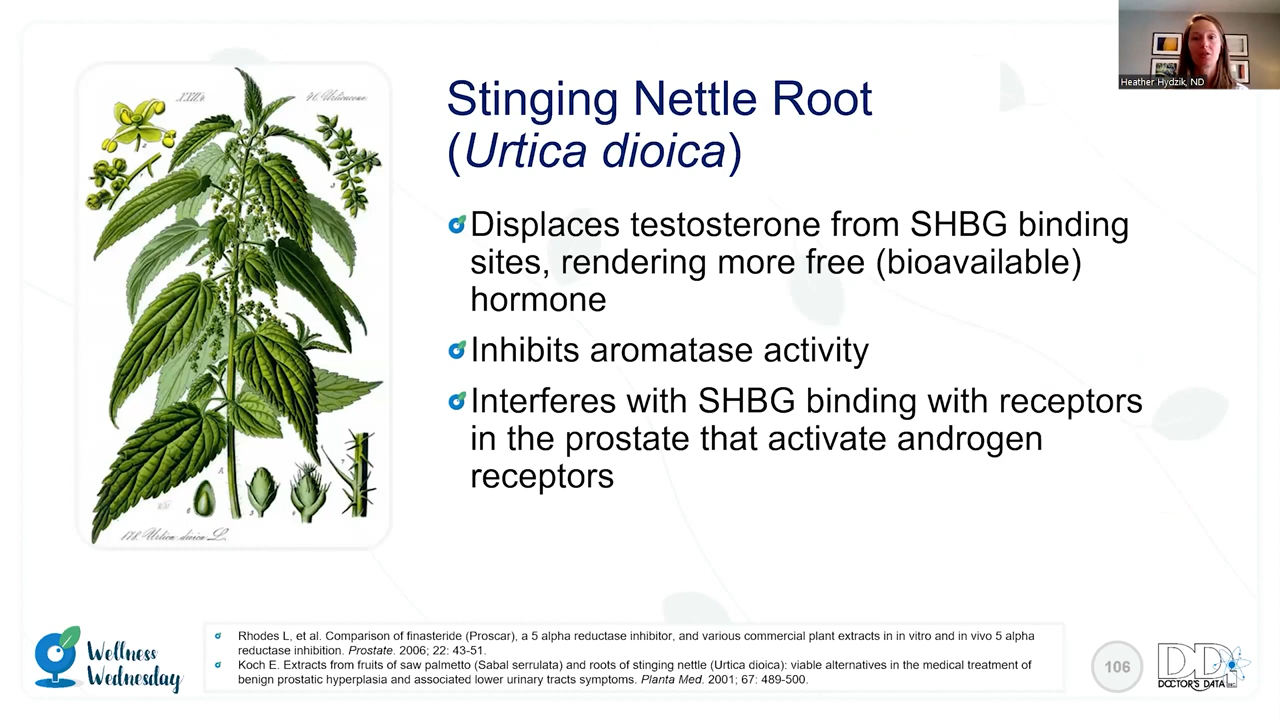 Heather Hydzik, ND
Stinging Nettle Root
(Urtica dioica)
Displaces testosterone from SHBG binding
sites, rendering more free (bioavailable)
hormone
Inhibits aromatase activity
Interferes with SHBG binding with receptors
in the prostate that activate androgen
receptors
Wellness
Wednesday
Rhodes L, et al. Comparison of finasteride (Proscar), a 5 alpha reductase inhibitor, and various commercial plant extracts in in vitro and in vivo 5 alpha
reductase inhibition. Prostate. 2006; 22: 43-51.
Koch E. Extracts from fruits of saw palmetto (Sabal serrulata) and roots of stinging nettle (Urtica dioica): viable alternatives in the medical treatment of
benign prostatic hyperplasia and associated lower urinary tracts symptoms. Planta Med. 2001; 67: 489-500.
106
DDI
DOCTOR'S DATA INC